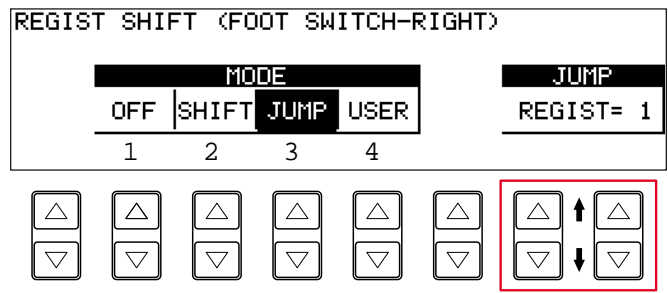 REGIST SHIFT (FOOT SWITCH-RIGHT)
MODE JUMP
OFF SHIFT JUMP USER REGIST= 1
1 2 3 4